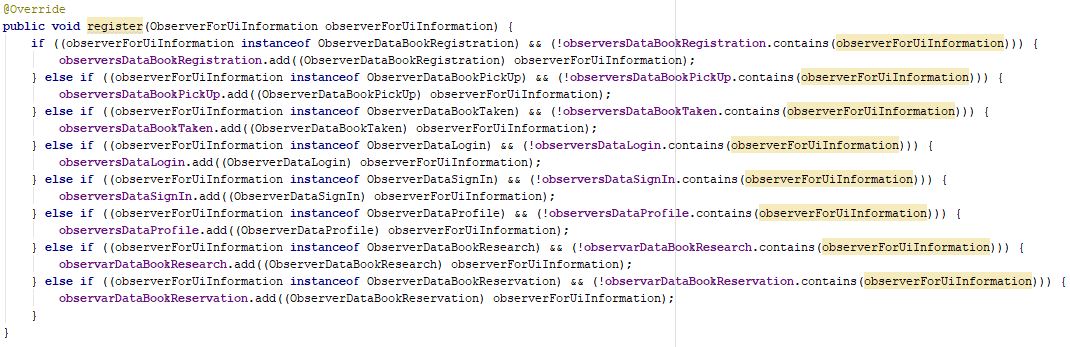 @Override
public void register(ObserverForUiInformation observerForUiInformation) {
if ((observerForUiInformation instanceof ObserverDataBookRegistration) && (!observersDataBookRegistration.contains(observerForUiInformation))) {
observersDataBookRegistration.add((ObserverDataBookRegistration) observerForUiInformation);
} else if ((observerForUiInformation instanceof ObserverDataBookPickUp) && (!observersDataBookPickUp.contains(observerForUiInformation))) {
observersDataBookPickUp.add((ObserverDataBookPickUp) observerForUiInformation);
} else if ((observerForUiInformation instanceof ObserverDataBookTaken) && (!observersDataBookTaken.contains(observerForUiInformation))) {
observersDataBookTaken.add((ObserverDataBookTaken) observerForUiInformation);
} else if ((observerForUiInformation instanceof ObserverDataLogin) && (!observersDataLogin.contains(observerForUiInformation))) {
observersDataLogin.add((ObserverDataLogin) observerForUiInformation);
} else if ((observerForUiInformation instanceof ObserverDataSignIn) && (!observersDataSignIn.contains(observerForUiInformation))) {
observersDataSignIn.add((ObserverDataSignIn) observerForUiInformation);
} else if ((observerForUiInformation instanceof ObserverDataProfile) && (!observersDataProfile.contains(observerForUiInformation))) {
observersDataProfile.add((ObserverDataProfile) observerForUiInformation);
} else if ((observerForUiInformation instanceof ObserverDataBookResearch) && (!observarDataBookResearch.contains(observerForUiInformation))) {
observarDataBookResearch.add((ObserverDataBookResearch) observerForUiInformation);
} else if ((observerForUiInformation instanceof ObserverDataBookReservation) && (!observarDataBookReservation.contains(observerForUiInformation))) {
observarDataBookReservation.add((ObserverDataBookReservation) observerForUiInformation);
}
}